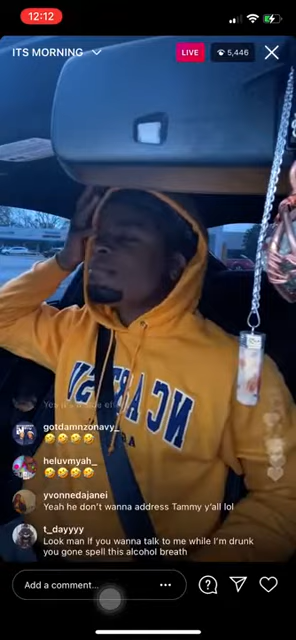 12:12
ITS MORNING
LIVE
5,446
NC A&T
gotdamnzonavy_
heluvmyah_
yvonnedajanei
Yeah he don't wanna address Tammy y'all lol
t_dayyyy
Look man If you wanna talk to me while I'm drunk
you gone spell this alcohol breath
Add a comment...